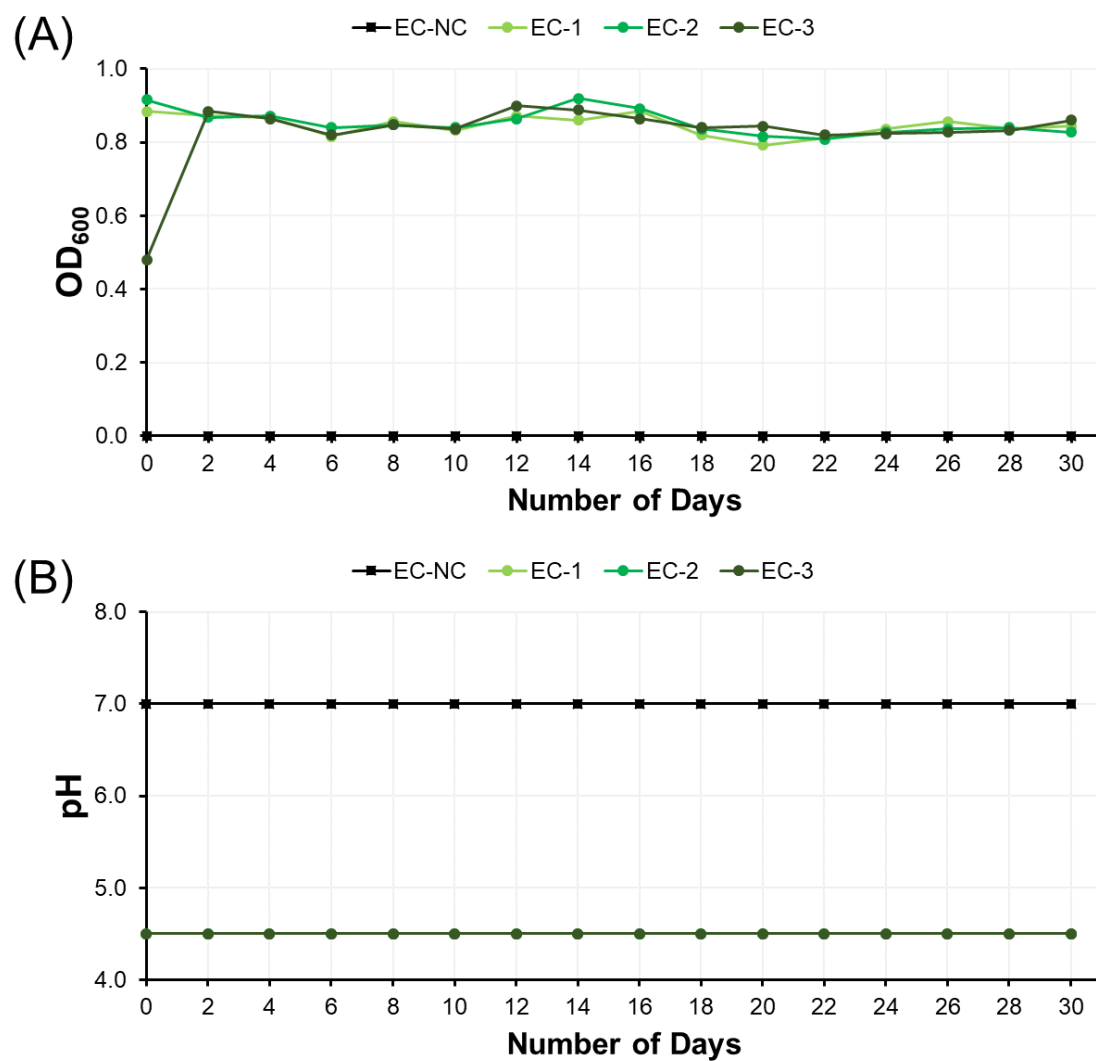 (A)
EC-NC EC-1 EC-2 EC-3
1.0
0.8
0.6
0.4
0.2
0.0
OD600
0 2 4 6 8 10 12 14 16 18 20 22 24 26 28 30
Number of Days
(B)
EC-NC EC-1 EC-2 EC-3
8.0
7.0
6.0
5.0
4.0
pH
0 2 4 6 8 10 12 14 16 18 20 22 24 26 28 30
Number of Days